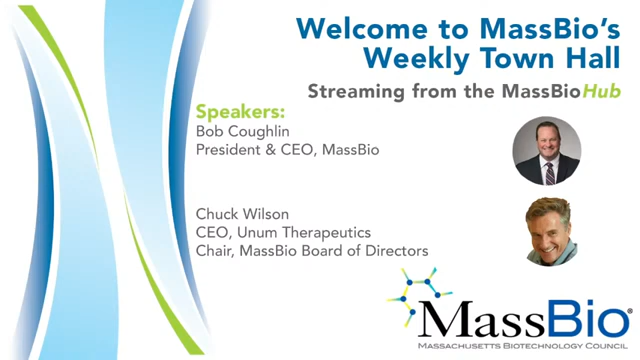 Welcome to MassBio's
Weekly Town Hall
Streaming from the MassBioHub
Speakers:
Bob Coughlin
President & CEO, MassBio
Chuck Wilson
CEO, Unum Therapeutics
Chair, MassBio Board of Directors
MassBio®
MASSACHUSETTS BIOTECHNOLOGY COUNCIL